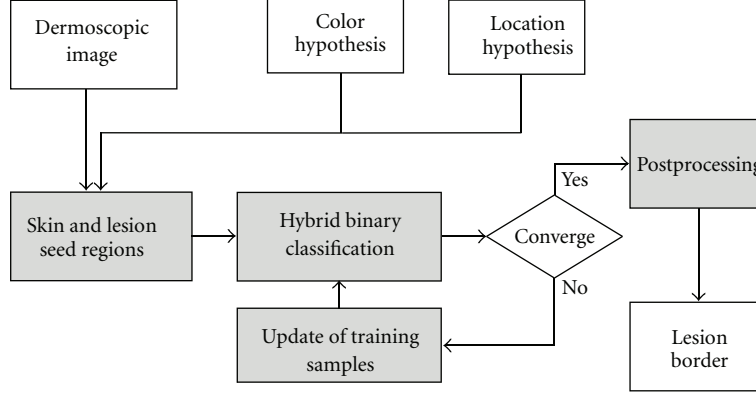 Dermoscopic
image
Color
hypothesis
Location
hypothesis
Skin and lesion
seed regions
Hybrid binary
classification
Converge
Yes
No
Postprocessing
Update of training
samples
Lesion
border